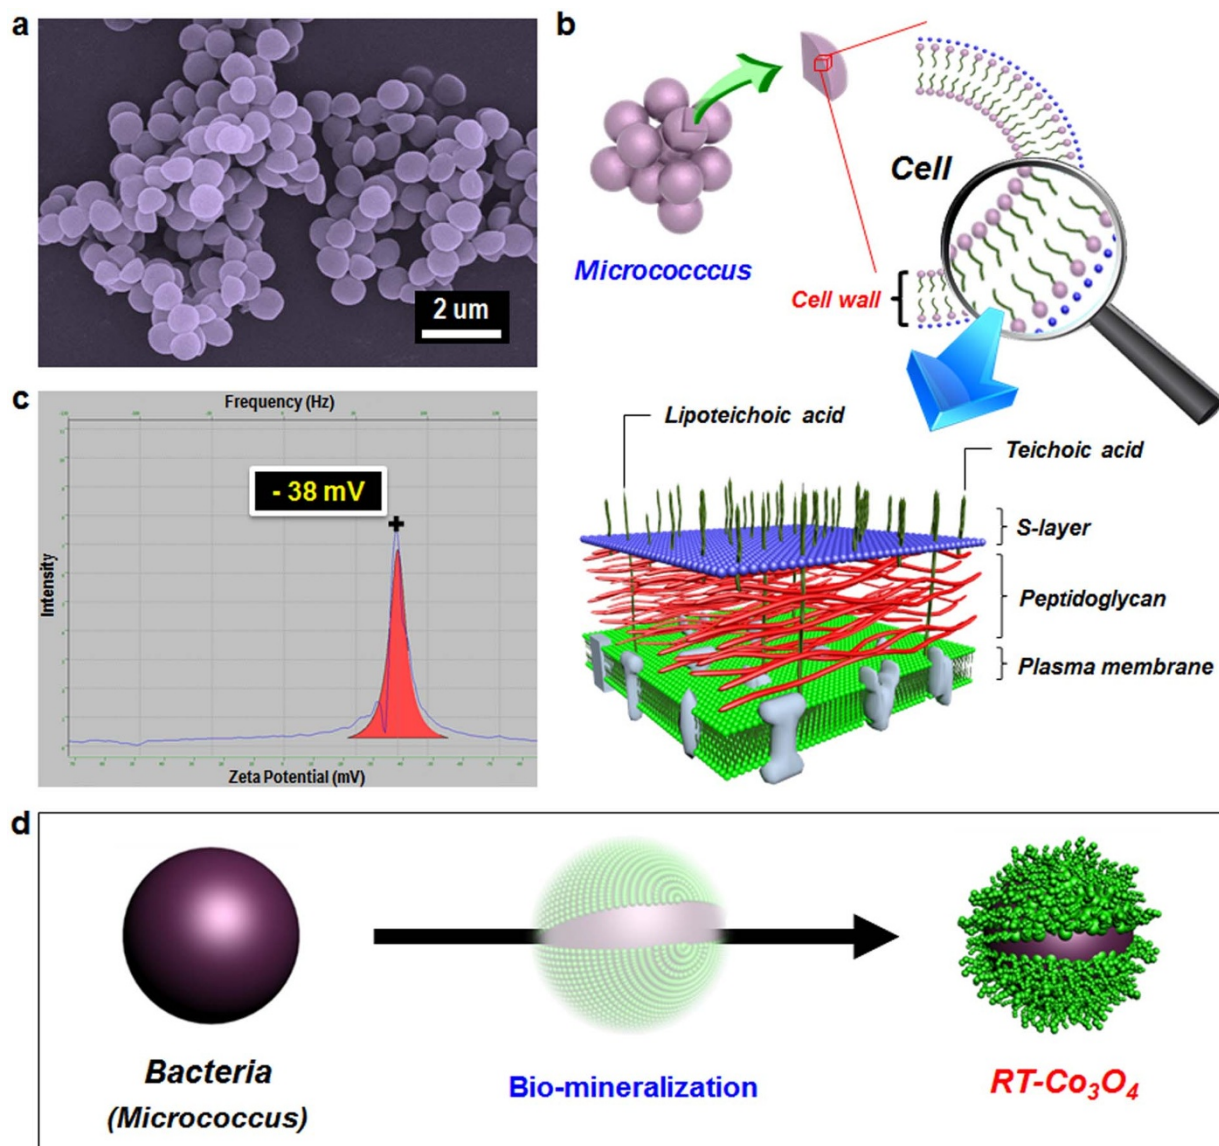 a
2 um
b
Cell
Micrococccus
Cell wall
c
Frequency (Hz)
- 38 mV
Intensity
Zeta Potential (mV)
Lipoteichoic acid
Teichoic acid
S-layer
Peptidoglycan
Plasma membrane
d
Bacteria
(Micrococcus)
Bio-mineralization
RT-Co₃O₄